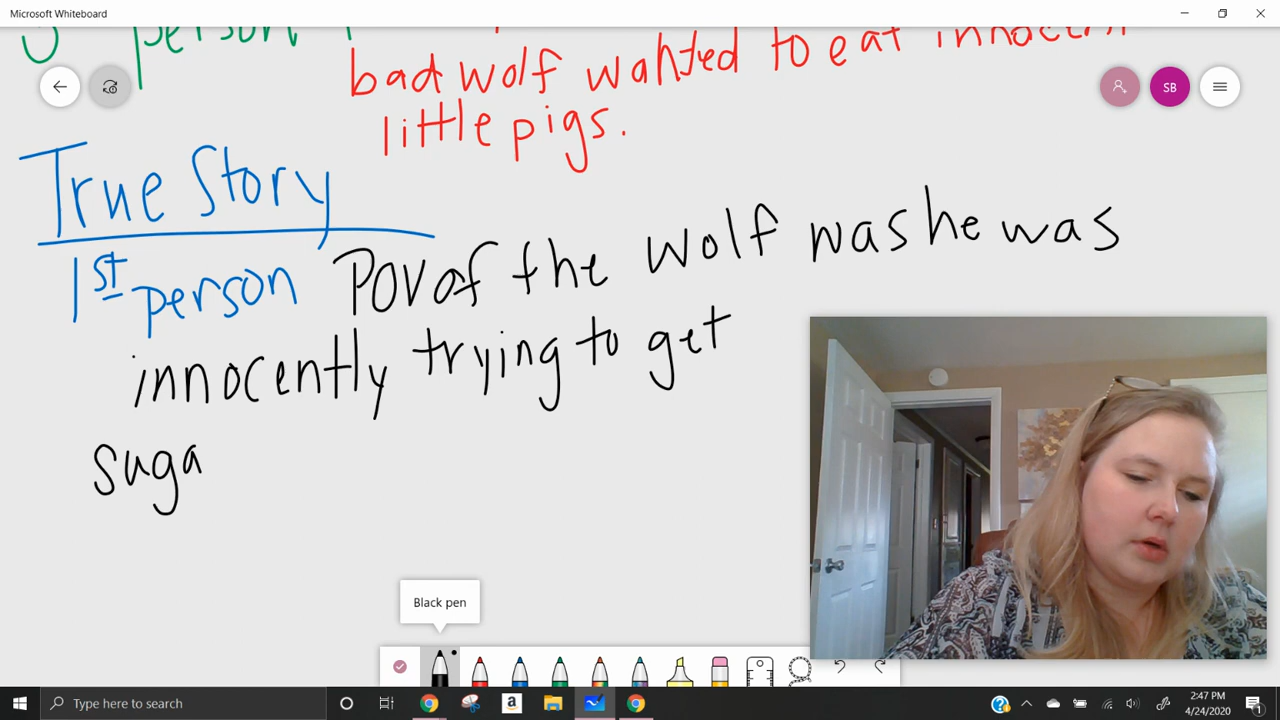 Microsoft Whiteboard
person
bad wolf wanted to eat innocent
little pigs.
SB
True Story
1st person POV of the wolf was he was
innocently trying to get
suga
Black pen
Type here to search
2:47 PM
4/24/2020